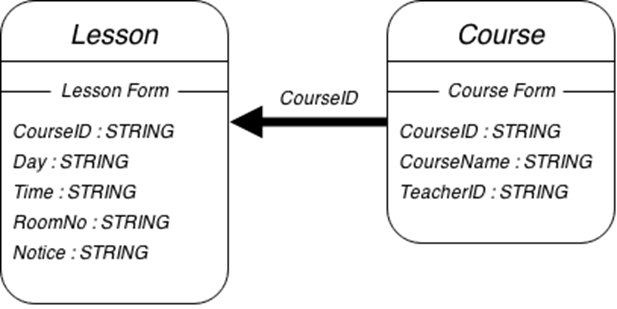 Lesson
Lesson Form
CourseID : STRING
Day : STRING
Time : STRING
RoomNo : STRING
Notice : STRING
CourseID
Course
Course Form
CourseID : STRING
CourseName : STRING
TeacherID : STRING